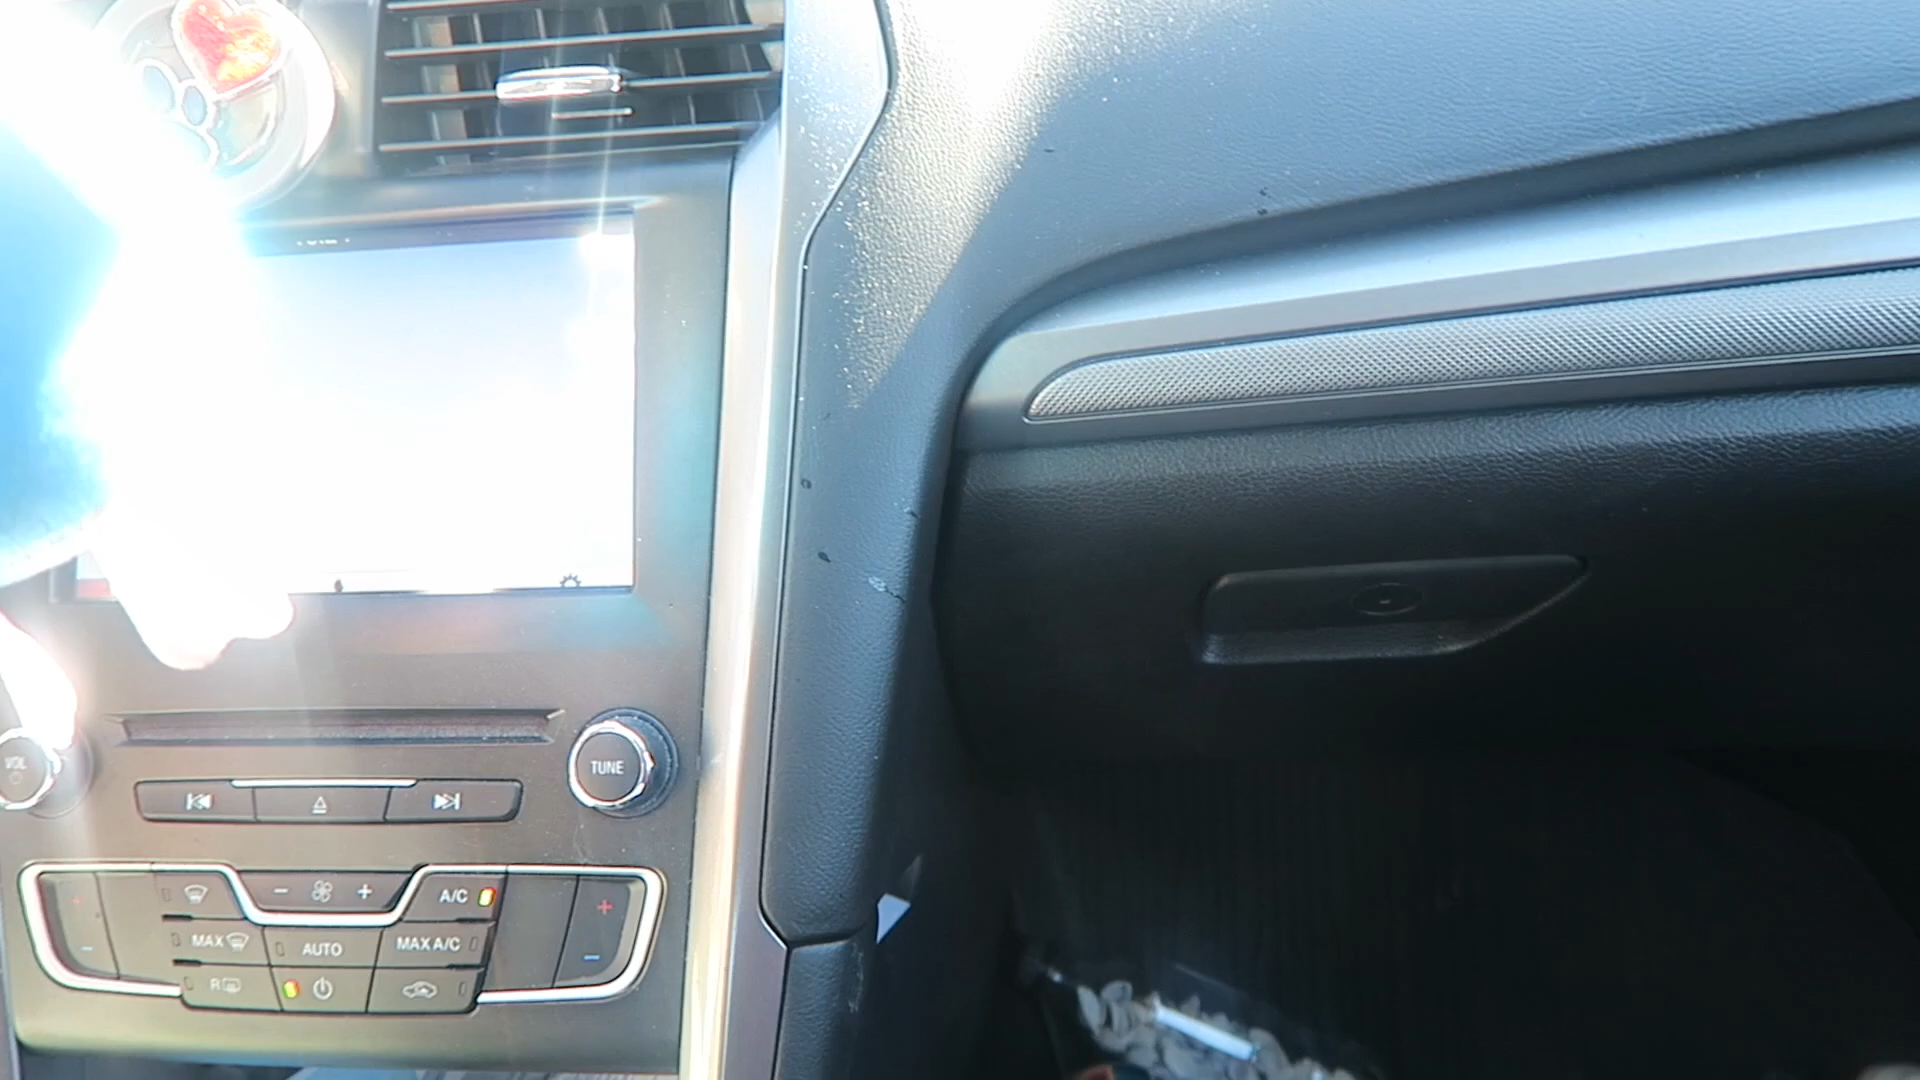 VOL
TUNE
- +
A/C
+
+
MAX
AUTO
MAX A/C
-
-
R